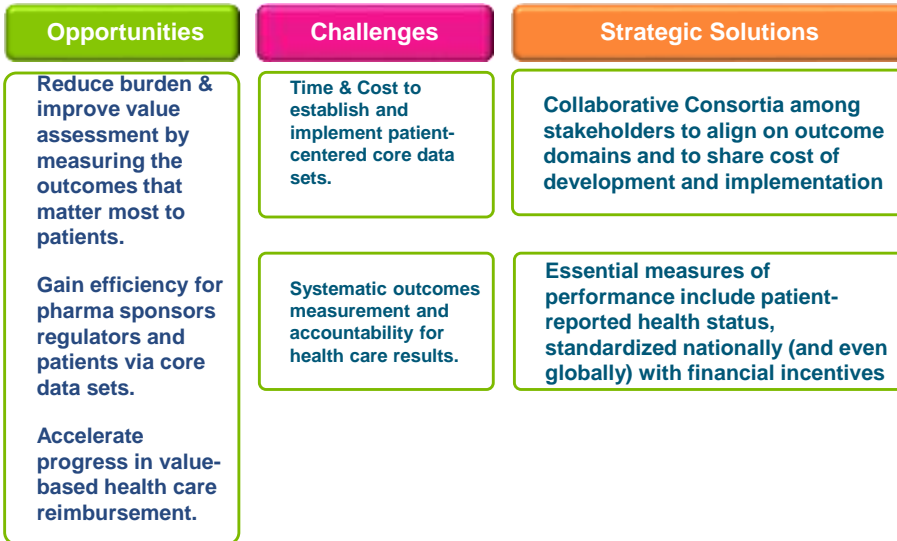 Opportunities
Reduce burden &
improve value
assessment by
measuring the
outcomes that
matter most to
patients.
Gain efficiency for
pharma sponsors
regulators and
patients via core
data sets.
Accelerate
progress in value-
based health care
reimbursement.
Challenges
Time & Cost to
establish and
implement patient-
centered core data
sets.
Systematic outcomes
measurement and
accountability for
health care results.
Strategic Solutions
Collaborative Consortia among
stakeholders to align on outcome
domains and to share cost of
development and implementation
Essential measures of
performance include patient-
reported health status,
standardized nationally (and even
globally) with financial incentives